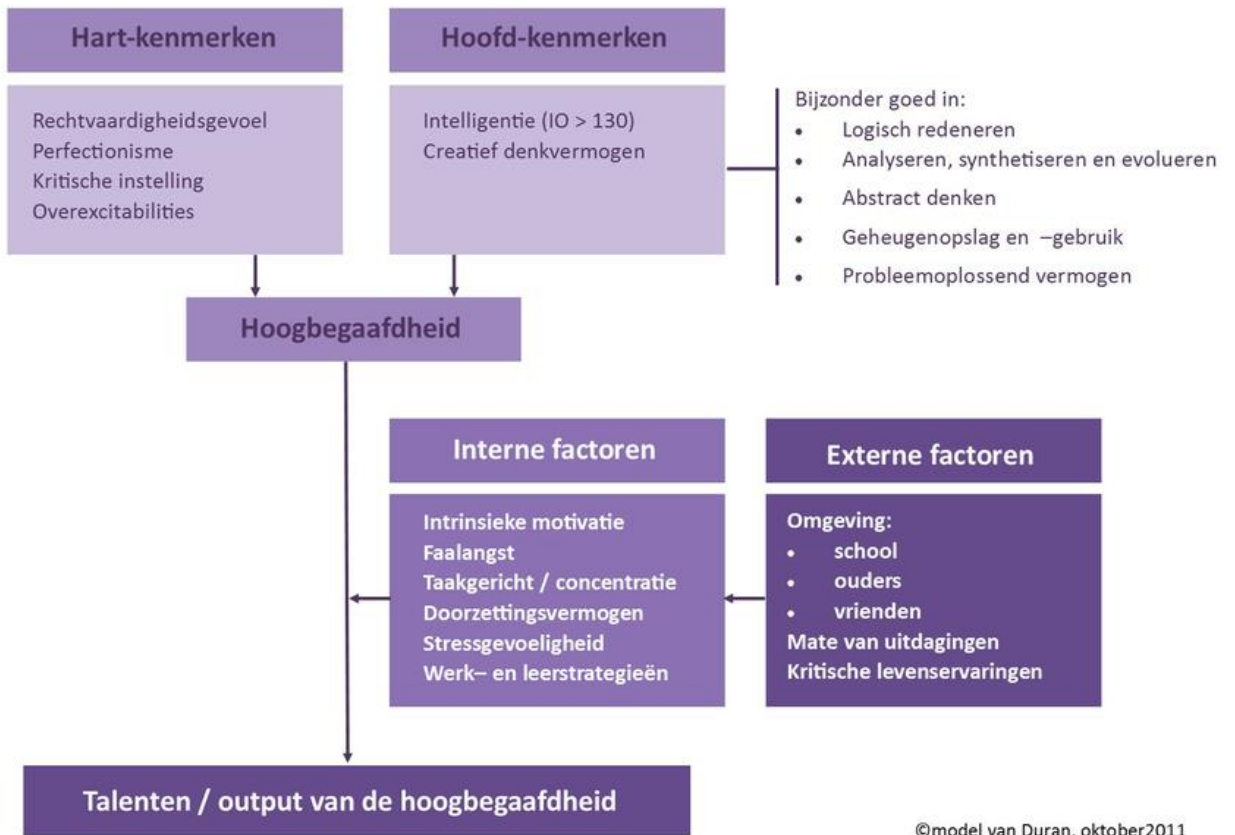 Hart-kenmerken
Rechtvaardigheidsgevoel
Perfectionisme
Kritische instelling
Overexcitabilities
Hoofd-kenmerken
Intelligentie (IO > 130)
Creatief denkvermogen
Bijzonder goed in:
• Logisch redeneren
• Analyseren, synthetiseren en evolueren
• Abstract denken
• Geheugenopslag en –gebruik
• Probleemoplossend vermogen
Hoogbegaafdheid
Interne factoren
Intrinsieke motivatie
Faalangst
Taakgericht / concentratie
Doorzettingsvermogen
Stressgevoeligheid
Werk– en leerstrategieën
Externe factoren
Omgeving:
• school
• ouders
• vrienden
Mate van uitdagingen
Kritische levenservaringen
Talenten / output van de hoogbegaafdheid
©model van Duran, oktober2011